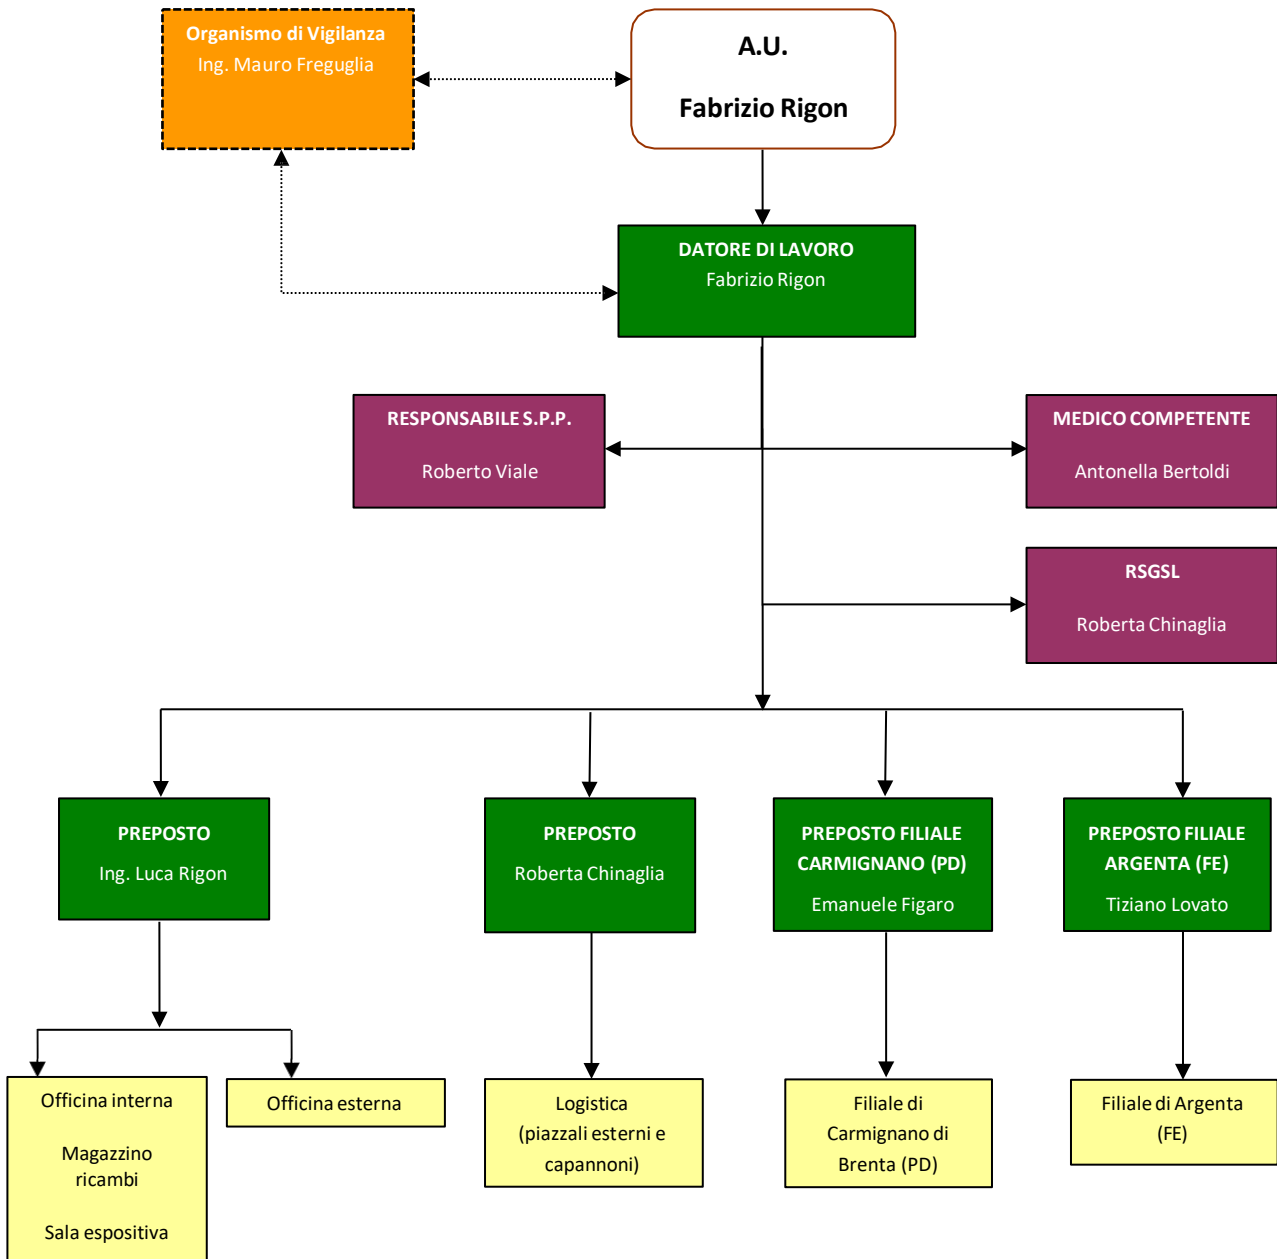 Organismo di Vigilanza
Ing. Mauro Freguglia
A.U.
Fabrizio Rigon
DATORE DI LAVORO
Fabrizio Rigon
RESPONSABILE S.P.P.
Roberto Viale
MEDICO COMPETENTE
Antonella Bertoldi
RSGSL
Roberta Chinaglia
PREPOSTO
Ing. Luca Rigon
PREPOSTO
Roberta Chinaglia
PREPOSTO FILIALE
CARMIGNANO (PD)
Emanuele Figaro
PREPOSTO FILIALE
ARGENTA (FE)
Tiziano Lovato
Officina interna
Magazzino
ricambi
Sala espositiva
Officina esterna
Logistica
(piazzali esterni e
capannoni)
Filiale di
Carmignano di
Brenta (PD)
Filiale di Argenta
(FE)